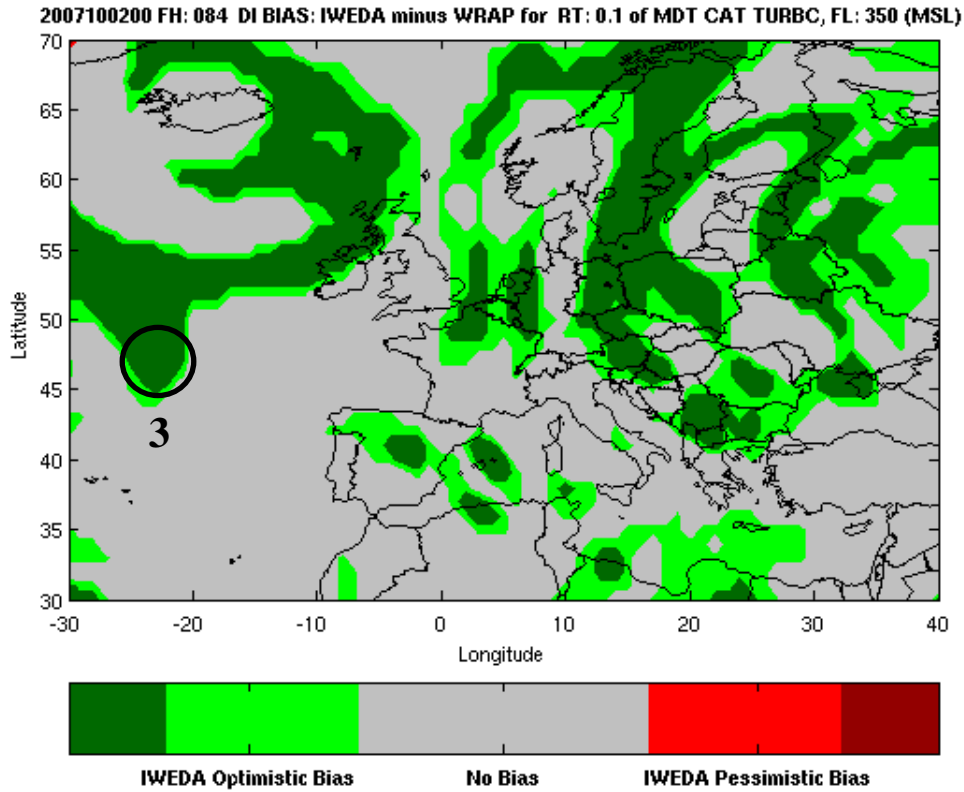 2007100200 FH: 084 DI BIAS: IWEDA minus WRAP for RT: 0.1 of MDT CAT TURBC, FL: 350 (MSL)
70
65
60
55
50
45
40
35
30
Latitude
3
-30 -20 -10 0 10 20 30 40
Longitude
IWEDA Optimistic Bias No Bias IWEDA Pessimistic Bias